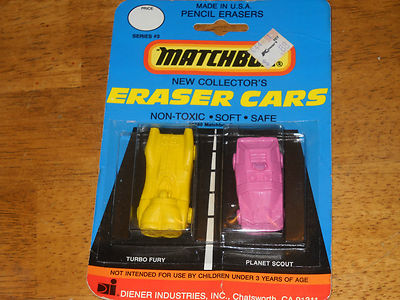 MADE IN U.S.A.
PENCIL ERASERS
PRICE
SERIES #3
MATCHBOX
NEW COLLECTOR'S
ERASER CARS
NON-TOXIC • SOFT • SAFE
TURBO FURY
PLANET SCOUT
NOT INTENDED FOR USE BY CHILDREN UNDER 3 YEARS OF AGE
DIENER INDUSTRIES, INC., Chatsworth, CA 91311